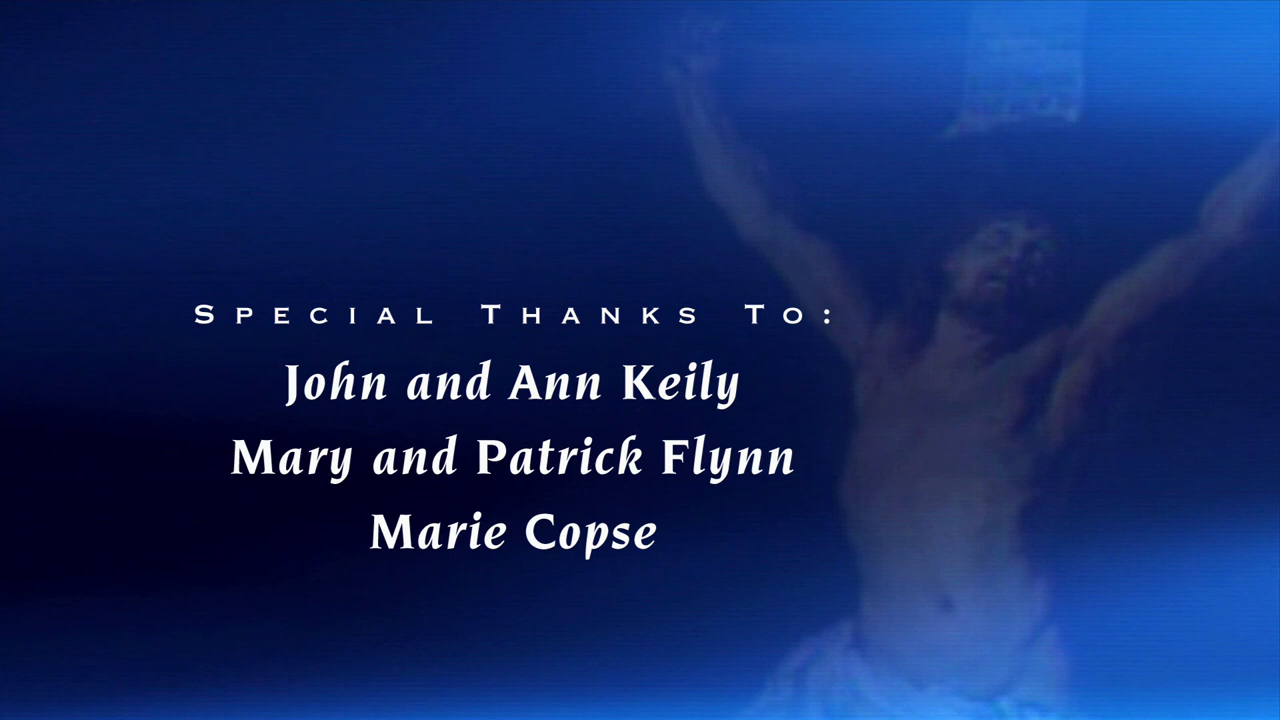 Special Thanks To:
John and Ann Keily
Mary and Patrick Flynn
Marie Copse